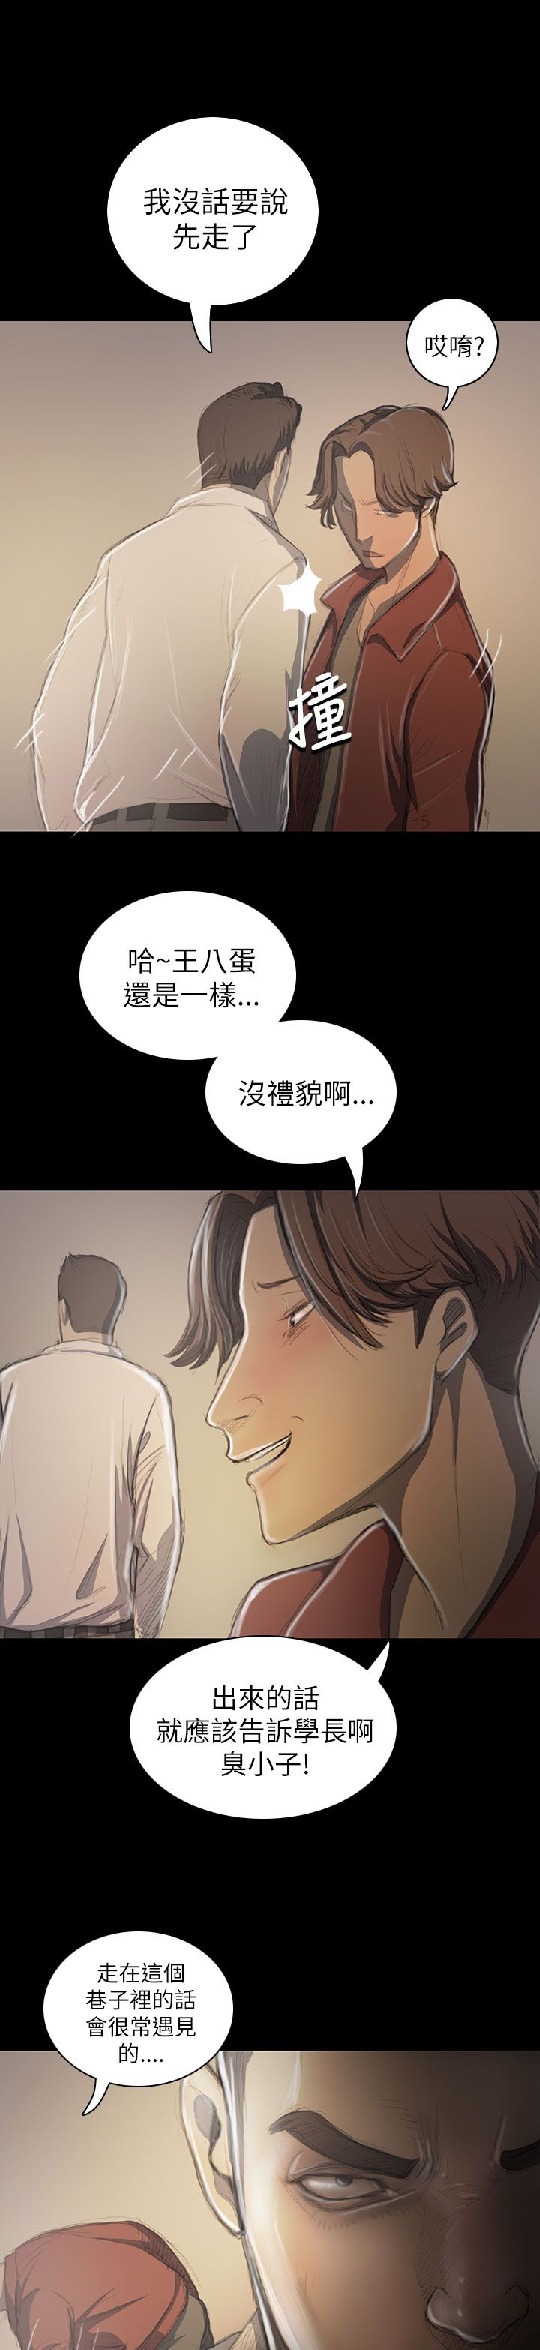 我沒話要說
先走了
哎唷?
撞
哈~王八蛋
還是一樣...
沒禮貌啊...
出來的話
就應該告訴學長啊
臭小子!
走在這個
巷子裡的話
會很常遇見
的....